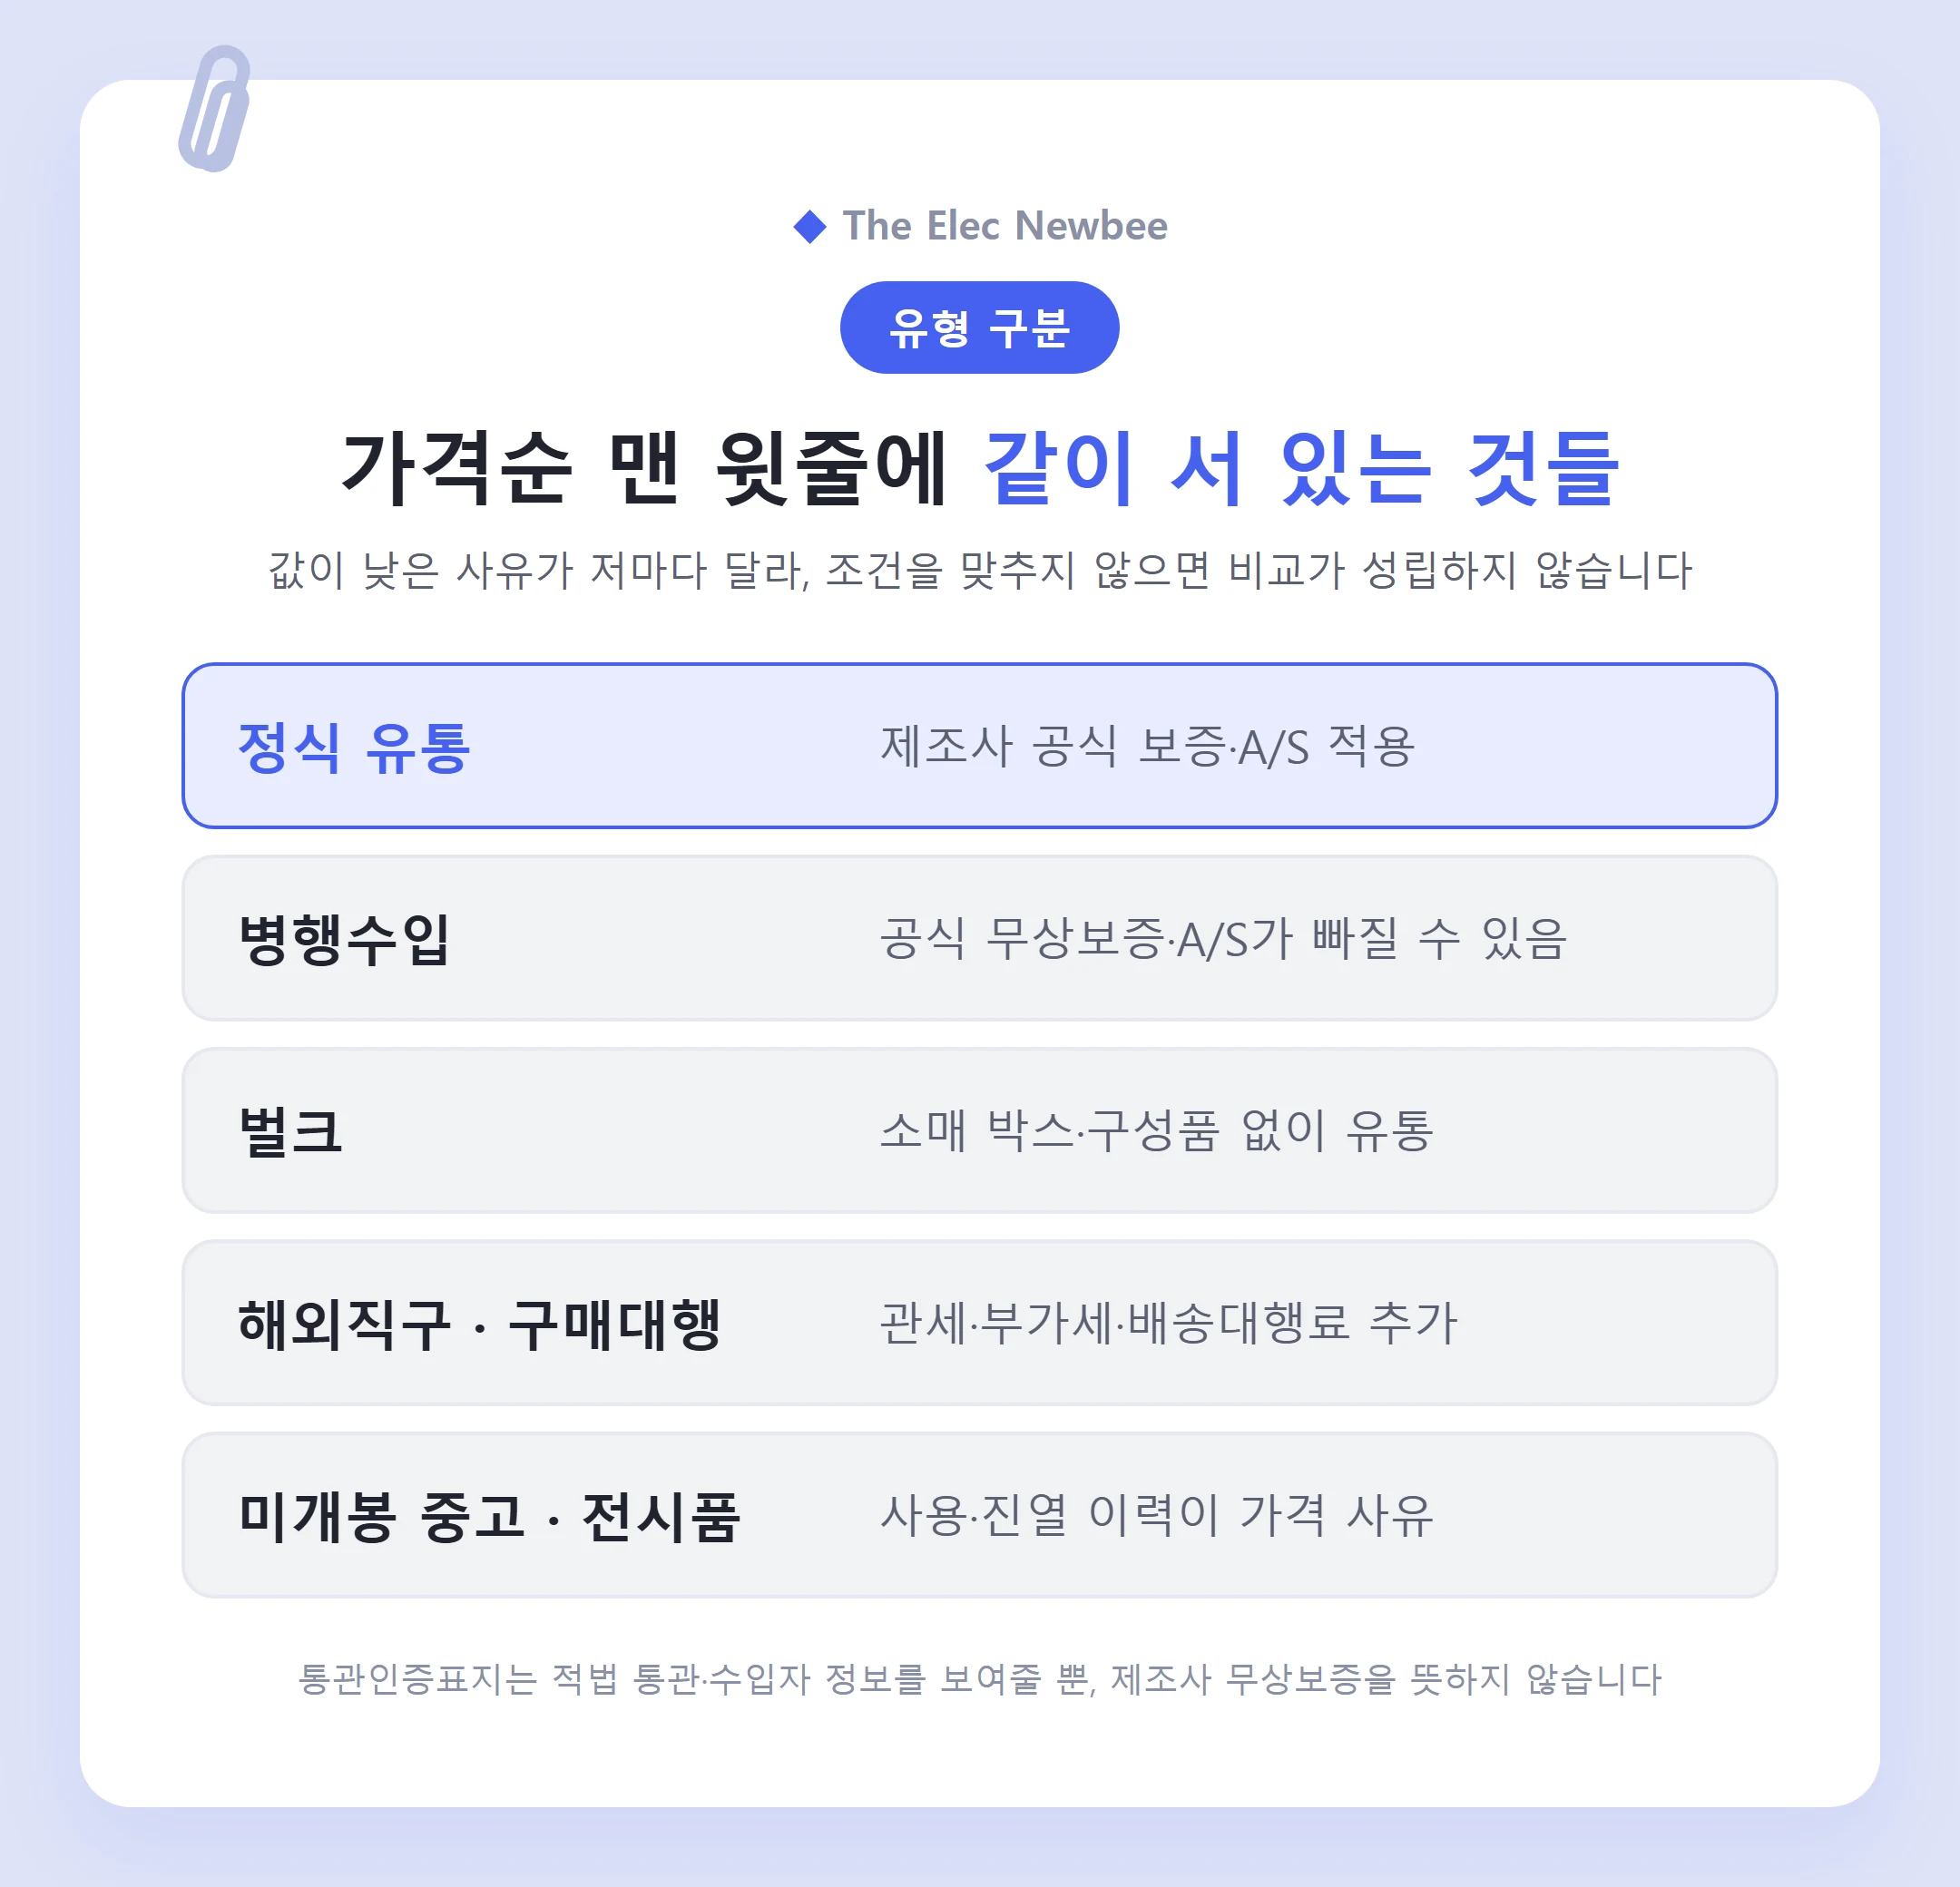 The Elec Newbee
유형 구분
가격순 맨 윗줄에 같이 서 있는 것들
값이 낮은 사유가 저마다 달라, 조건을 맞추지 않으면 비교가 성립하지 않습니다
정식 유통 제조사 공식 보증·A/S 적용
병행수입 공식 무상보증·A/S가 빠질 수 있음
벌크 소매 박스·구성품 없이 유통
해외직구 · 구매대행 관세·부가세·배송대행료 추가
미개봉 중고 · 전시품 사용·진열 이력이 가격 사유
통관인증표지는 적법 통관·수입자 정보를 보여줄 뿐, 제조사 무상보증을 뜻하지 않습니다